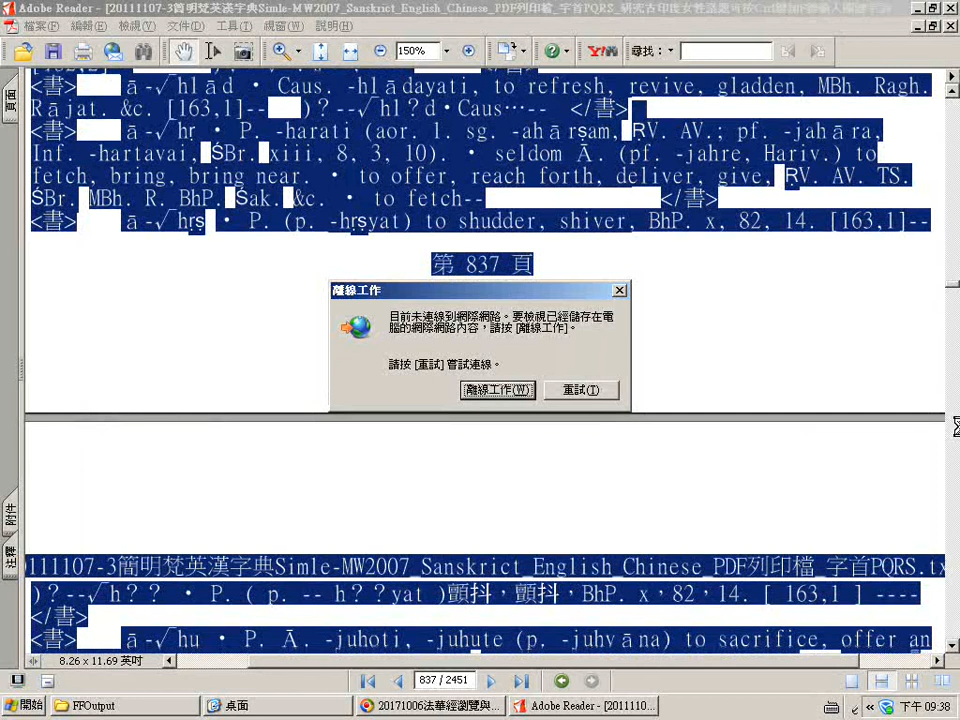 Adobe Reader - [20111107-3簡明梵英漢字典Simle-MW2007_Sanskrit_English_Chinese_PDF列印檔_字首PQRS_
檔案(F) 編輯(E) 檢視(V) 文件(D) 工具(T) 視窗(W) 說明(H)
150%
尋找：
頁面
<書> ā-√hlād ‧ Caus. -hlādayati, to refresh, revive, gladden, MBh. Ragh.
Rājat. &c. [163,1]-- )？--√hl？d‧Caus…-- </書>
<書> ā-√hṛ ‧ P. -harati (aor. 1. sg. -ahārṣam, ṚV. AV.; pf. -jahāra,
Inf. -hartavai, ŚBr. xiii, 8, 3, 10). ‧ seldom Ā. (pf. -jahre, Hariv.) to
fetch, bring, bring near. ‧ to offer, reach forth, deliver, give, ṚV. AV. TS.
ŚBr. MBh. R. BhP. Śak. &c. ‧ to fetch-- </書>
<書> ā-√hṛṣ ‧ P. (p. -hṛṣyat) to shudder, shiver, BhP. x, 82, 14. [163,1]--
第 837 頁
離線工作
目前未連線到網際網路。要檢視已經儲存在電
腦的網際網路內容，請按 [離線工作]。
請按 [重試] 嘗試連線。
離線工作(W) 重試(T)
附件
註釋
111107-3簡明梵英漢字典Simle-MW2007_Sanskrit_English_Chinese_PDF列印檔_字首PQRS.tx
)？--√h？？ ‧ P. ( p. -- h？？yat )顫抖，顫抖，BhP. x，82，14. [ 163,1 ] ----
</書>
<書> ā-√hu ‧ P. Ā. -juhoti, -juhute (p. -juhvāna) to sacrifice, offer an
8.26 x 11.69 英吋
837 / 2451
開始 FFOutput 桌面 20171006法華經瀏覽與... Adobe Reader - [2011110... 下午 09:38